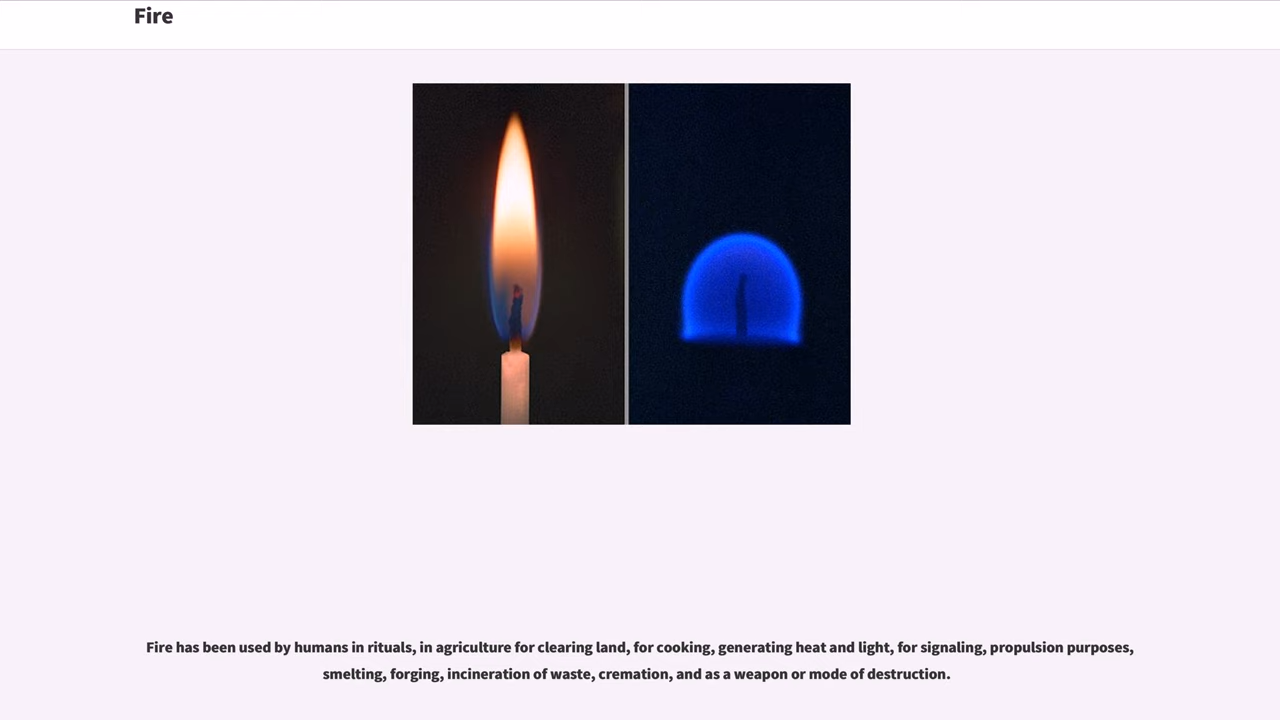 Fire
Fire has been used by humans in rituals, in agriculture for clearing land, for cooking, generating heat and light, for signaling, propulsion purposes,
smelting, forging, incineration of waste, cremation, and as a weapon or mode of destruction.